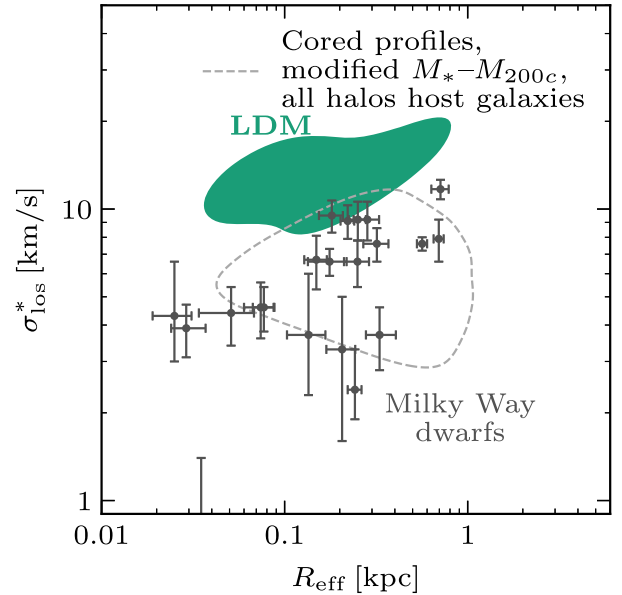 Cored profiles,
modified M∗–M200c,
all halos host galaxies
LDM
10
1
σ∗los [km/s]
Milky Way
dwarfs
0.01
0.1
1
Reff [kpc]